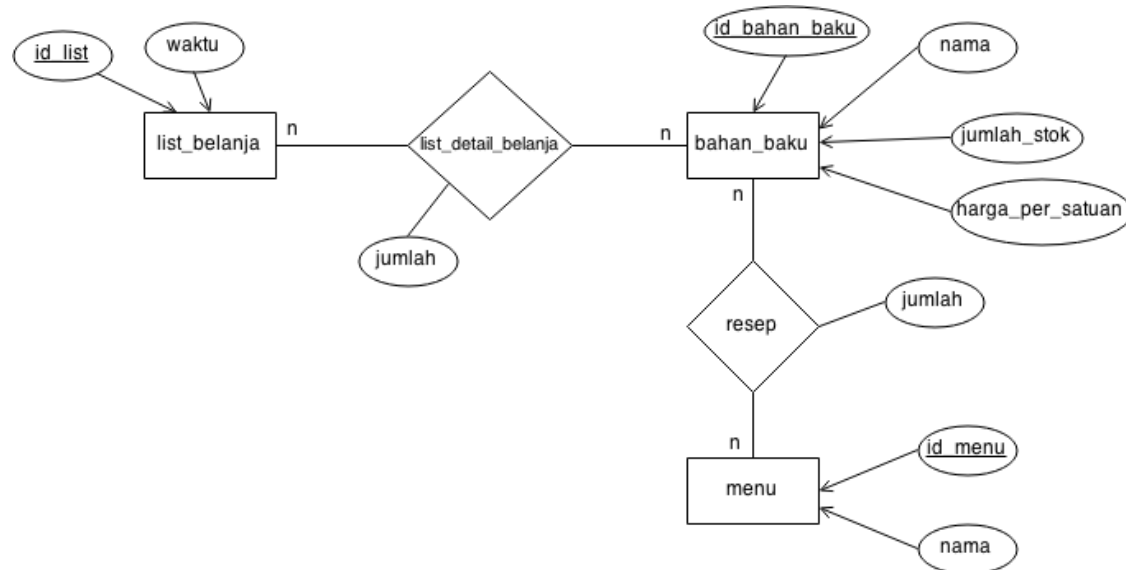 id_bahan_baku
waktu
nama
id_list
n
n
list_belanja
list_detail_belanja
bahan_baku
jumlah_stok
n
harga_per_satuan
jumlah
jumlah
resep
n
id_menu
menu
nama